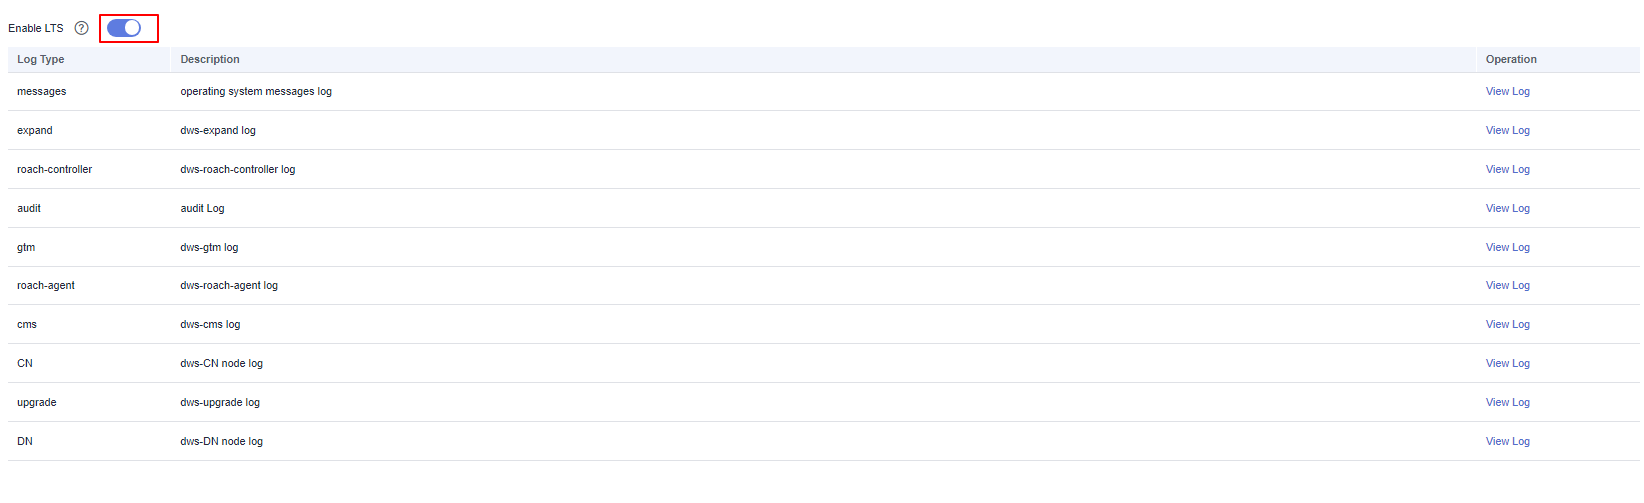 Enable LTS ?
Log Type Description Operation
messages operating system messages log View Log
expand dws-expand log View Log
roach-controller dws-roach-controller log View Log
audit audit Log View Log
gtm dws-gtm log View Log
roach-agent dws-roach-agent log View Log
cms dws-cms log View Log
CN dws-CN node log View Log
upgrade dws-upgrade log View Log
DN dws-DN node log View Log